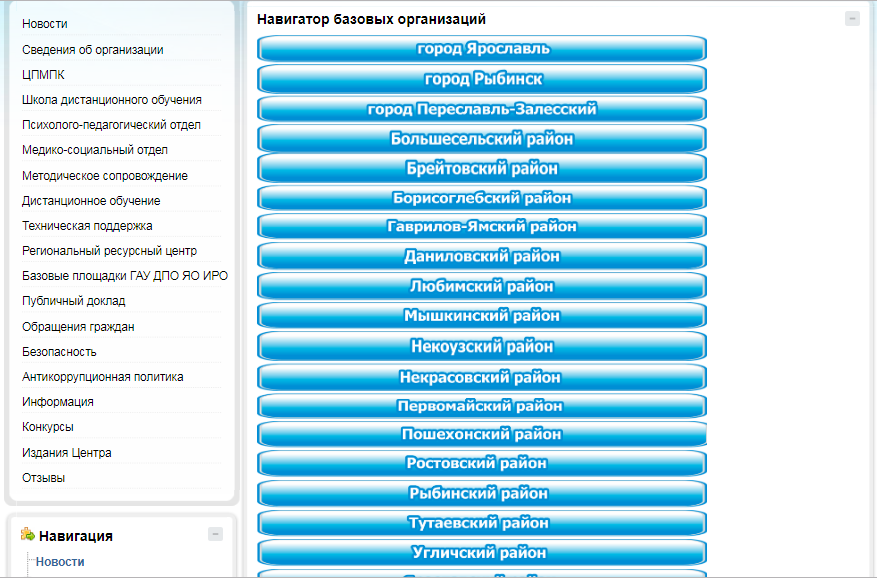 Новости
Сведения об организации
ЦПМПК
Школа дистанционного обучения
Психолого-педагогический отдел
Медико-социальный отдел
Методическое сопровождение
Дистанционное обучение
Техническая поддержка
Региональный ресурсный центр
Базовые площадки ГАУ ДПО ЯО ИРО
Публичный доклад
Обращения граждан
Безопасность
Антикоррупционная политика
Информация
Конкурсы
Издания Центра
Отзывы
Навигация
Новости
Навигатор базовых организаций
город Ярославль
город Рыбинск
город Переславль-Залесский
Большесельский район
Брейтовский район
Борисоглебский район
Гаврилов-Ямский район
Даниловский район
Любимский район
Мышкинский район
Некоузский район
Некрасовский район
Первомайский район
Пошехонский район
Ростовский район
Рыбинский район
Тутаевский район
Угличский район